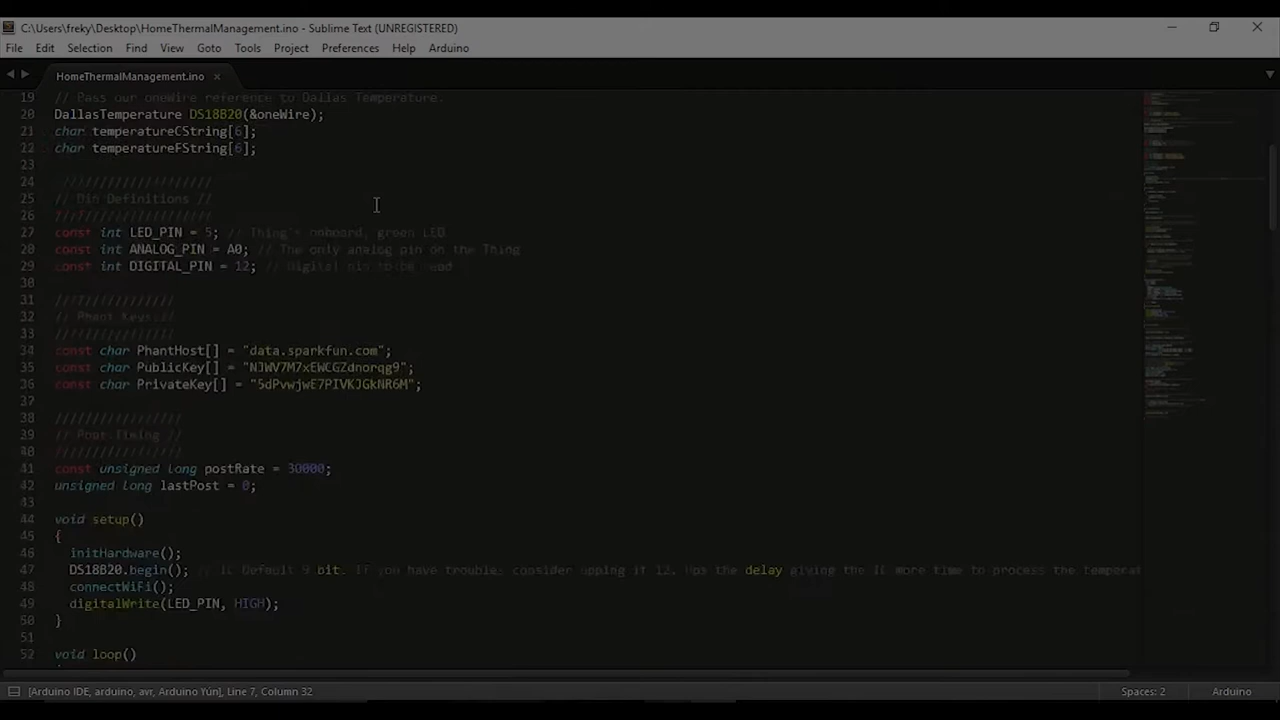 C:\Users\freky\Desktop\HomeThermalManagement.ino - Sublime Text (UNREGISTERED)
File Edit Selection Find View Goto Tools Project Preferences Help Arduino
HomeThermalManagement.ino ×
19 // Pass our oneWire reference to Dallas Temperature.
20 DallasTemperature DS18B20(&oneWire);
21 char temperatureCString[6];
22 char temperatureFString[6];
23
24 /////////////////////
25 // Pin Definitions //
26 /////////////////////
27 const int LED_PIN = 5; // Thing's onboard, green LED
28 const int ANALOG_PIN = A0; // The only analog pin on the Thing
29 const int DIGITAL_PIN = 12; // Digital pin to be read
30
31 ////////////////
32 // Phant Keys //
33 ////////////////
34 const char PhantHost[] = "data.sparkfun.com";
35 const char PublicKey[] = "NJWV7M7xEWCGZdnorqg9";
36 const char PrivateKey[] = "5dPvwjwE7PIVKJGkNR6M";
37
38 /////////////////
39 // Post Timing //
40 /////////////////
41 const unsigned long postRate = 30000;
42 unsigned long lastPost = 0;
43
44 void setup()
45 {
46 initHardware();
47 DS18B20.begin(); // IC Default 9 bit. If you have trouble consider upping it 12. Ups the delay giving the IC more time to process the temperat
48 connectWiFi();
49 digitalWrite(LED_PIN, HIGH);
50 }
51
52 void loop()
[Arduino IDE, arduino, avr, Arduino Yún], Line 7, Column 32 Spaces: 2 Arduino